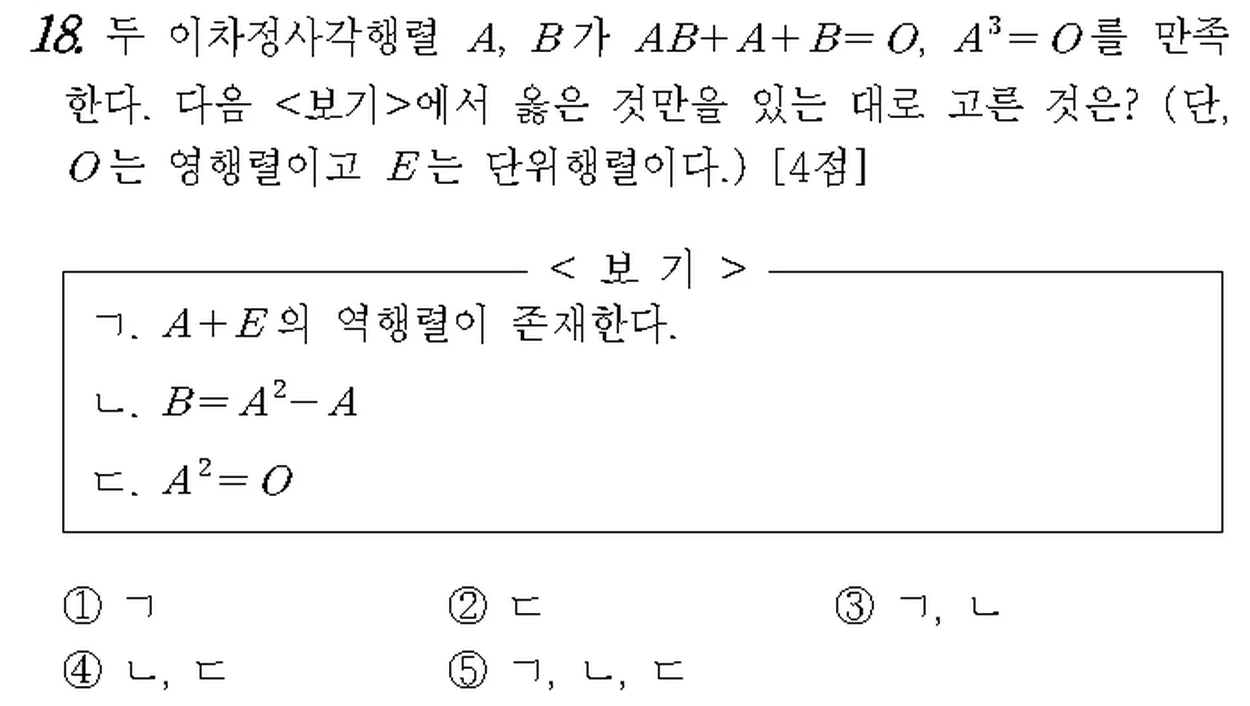 18. 두 이차정사각행렬 A, B가 AB+A+B=O, A³=O를 만족
한다. 다음 <보기>에서 옳은 것만을 있는 대로 고른 것은? (단,
O는 영행렬이고 E는 단위행렬이다.) [4점]
< 보 기 >
ㄱ. A+E의 역행렬이 존재한다.
ㄴ. B=A²-A
ㄷ. A²=O
① ㄱ ② ㄷ ③ ㄱ, ㄴ
④ ㄴ, ㄷ ⑤ ㄱ, ㄴ, ㄷ